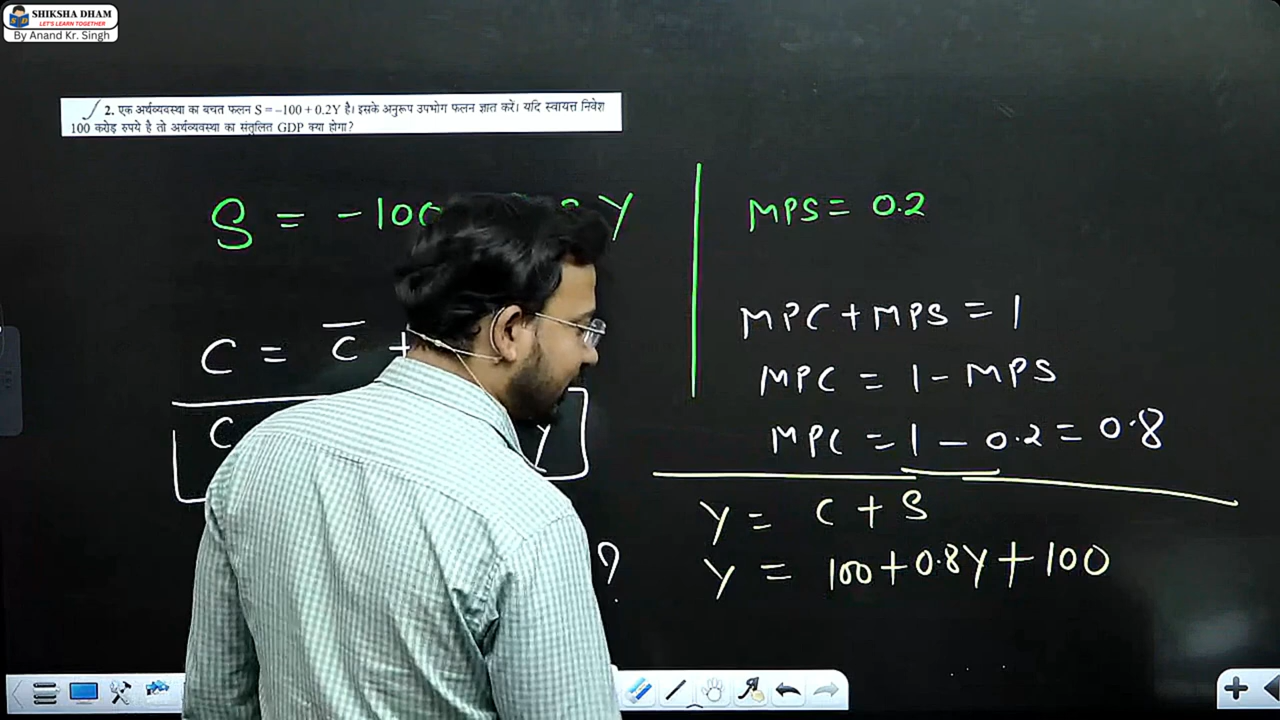 SHIKSHA DHAM
LET'S LEARN TOGETHER
By Anand Kr. Singh
2. एक अर्थव्यवस्था का बचत फलन S = –100 + 0.2Y है। इसके अनुरूप उपभोग फलन ज्ञात करें। यदि स्वायत्त निवेश
100 करोड़ रुपये है तो अर्थव्यवस्था का संतुलित GDP क्या होगा?
S = -100 Y
C = C̅ +
C Y
?
MPS = 0.2
MPC + MPS = 1
MPC = 1 - MPS
MPC = 1 - 0.2 = 0.8
Y = C + S
Y = 100 + 0.8Y + 100